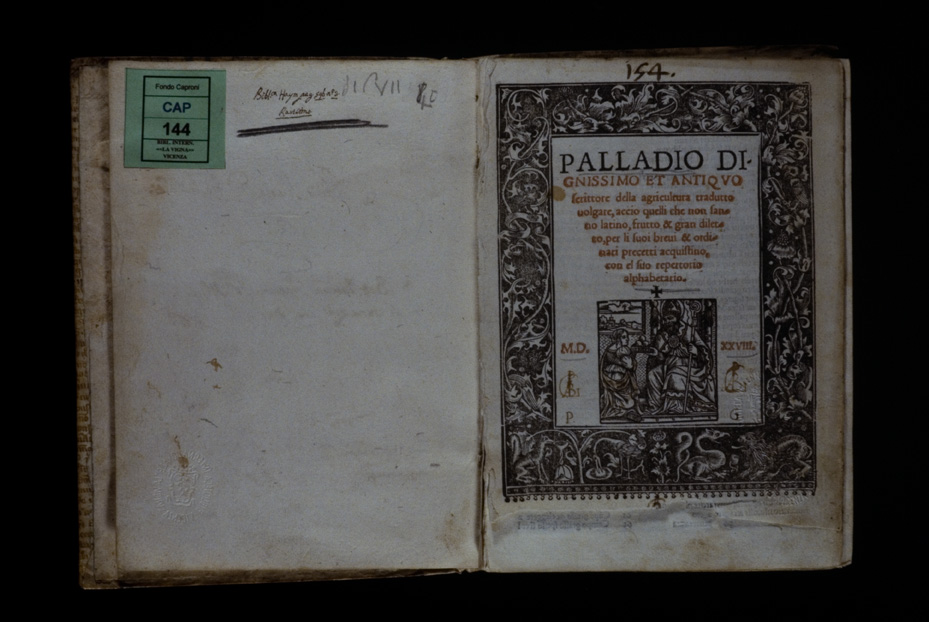 Fondo Caproni
CAP
144
BIBL. INTERN.
«LA VIGNA»
VICENZA
154.
PALLADIO DI-
GNISSIMO ET ANTIQVO
scrittore della agricultura tradutto
uolgare, accio quelli che non san-
no latino, frutto & gran dilet-
to, per li suoi breui & ordi-
nati precetti acquistino,
con el suo repertorio
alphabetario.
M.D. XXVIII.
P. G